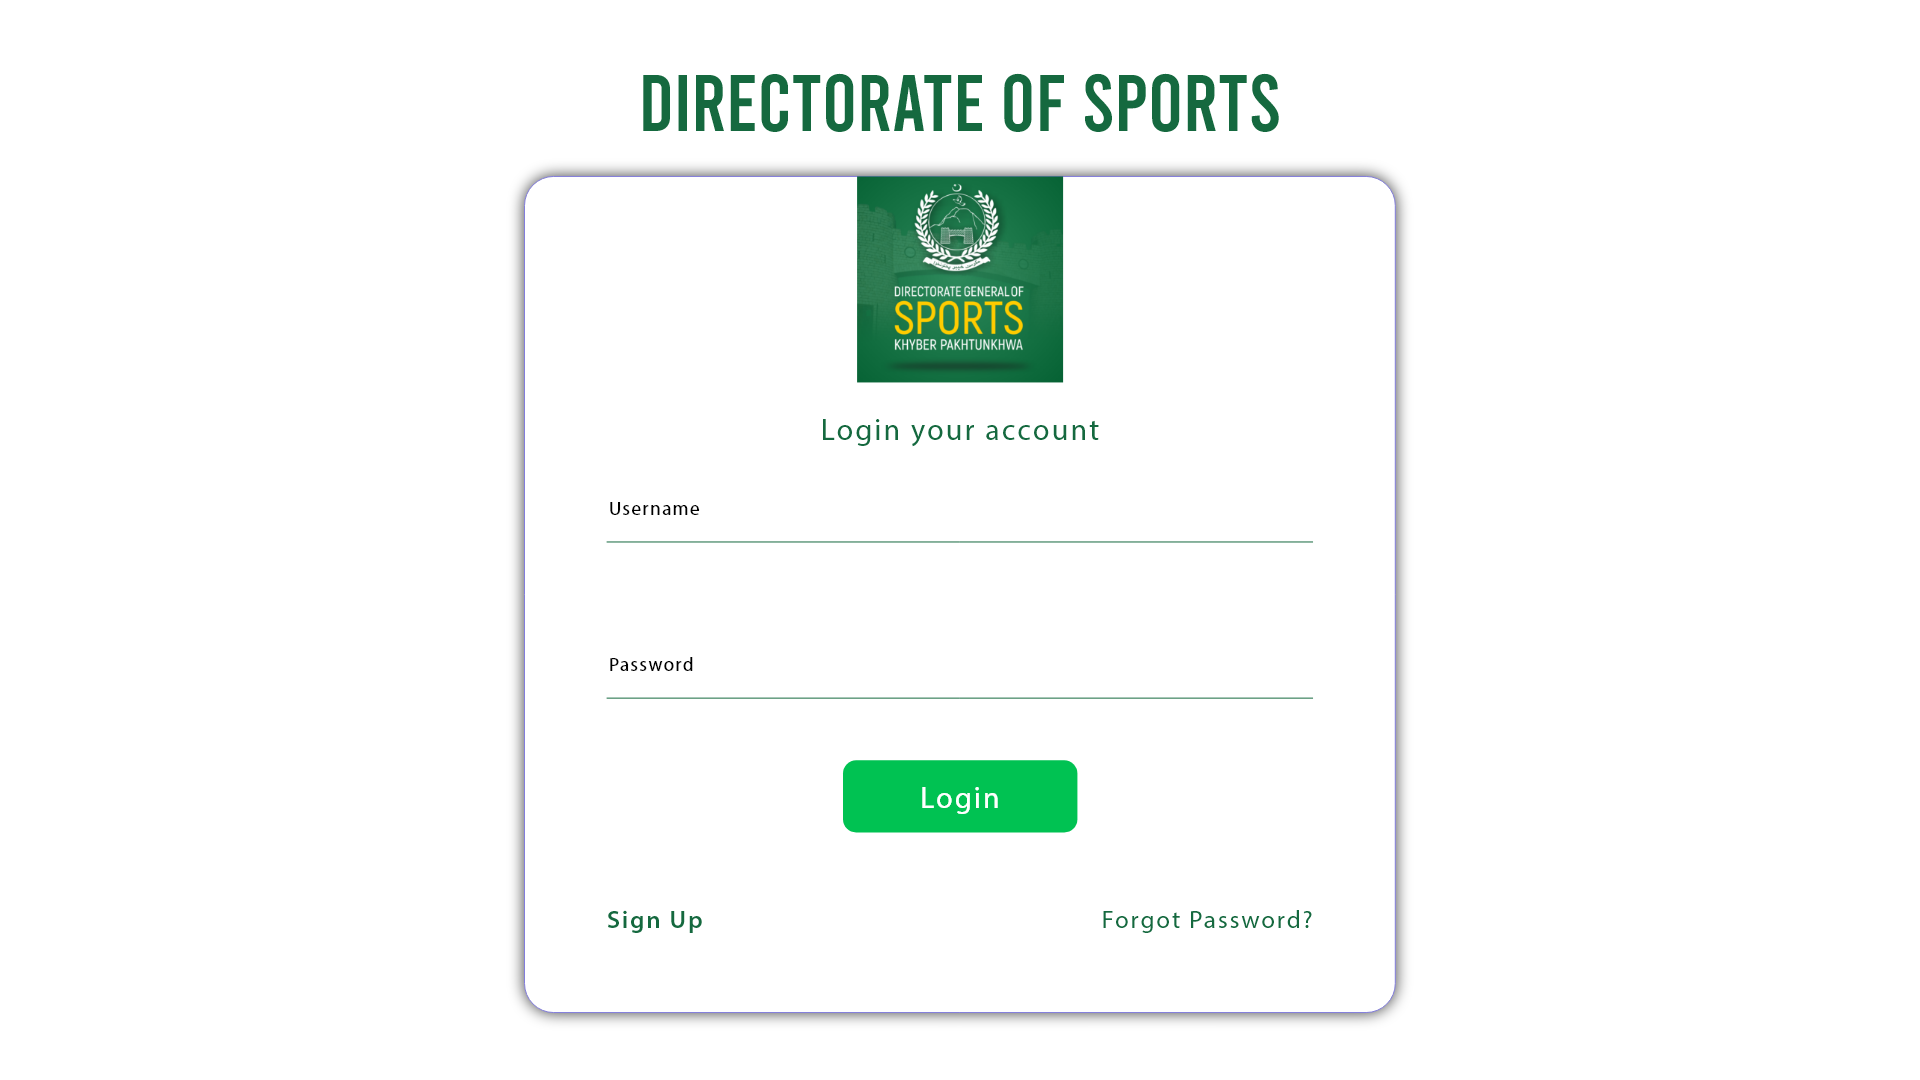 DIRECTORATE OF SPORTS
DIRECTORATE GENERAL OF
SPORTS
KHYBER PAKHTUNKHWA
Login your account
Username
Password
Login
Sign Up
Forgot Password?